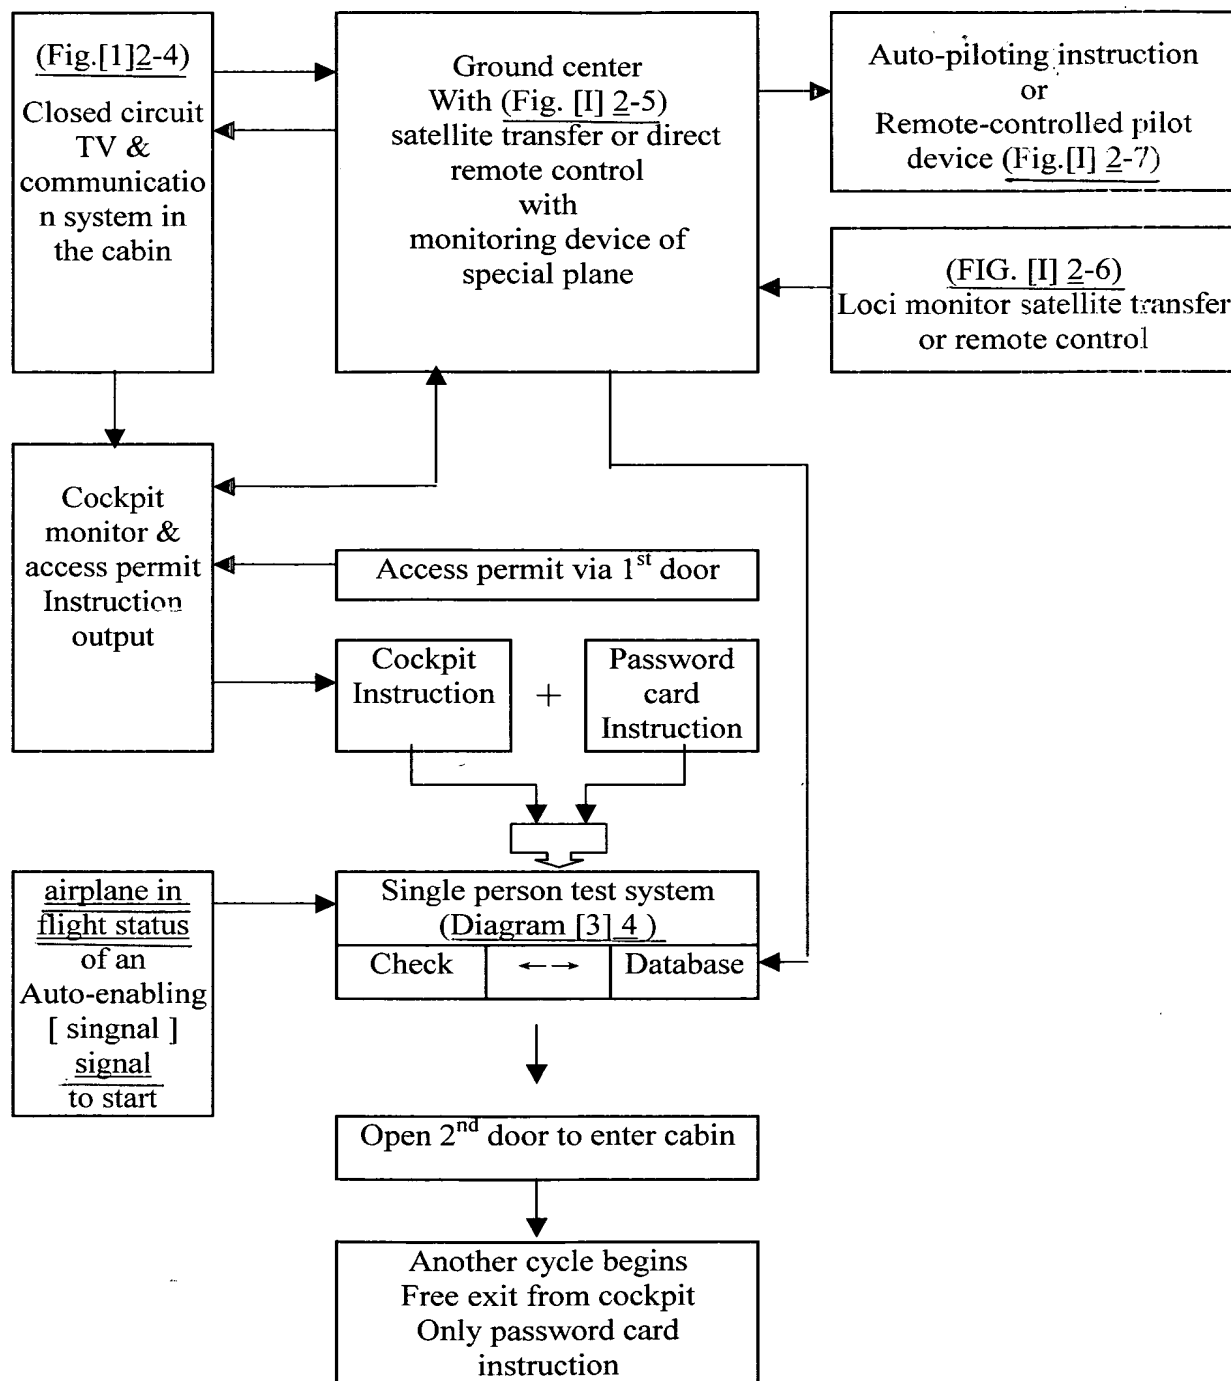 (Fig.[1]2-4)
Closed circuit
TV &
communicatio
n system in
the cabin
Ground center
With (Fig. [I] 2-5)
satellite transfer or direct
remote control
with
monitoring device of
special plane
Auto-piloting instruction
or
Remote-controlled pilot
device (Fig.[I] 2-7)
(FIG. [I] 2-6)
Loci monitor satellite transfer
or remote control
Cockpit
monitor &
access permit
Instruction
output
Access permit via 1st door
Cockpit
Instruction
+
Password
card
Instruction
airplane in
flight status
of an
Auto-enabling
[ singnal ]
signal
to start
Single person test system
(Diagram [3] 4 )
Check
Database
Open 2nd door to enter cabin
Another cycle begins
Free exit from cockpit
Only password card
instruction